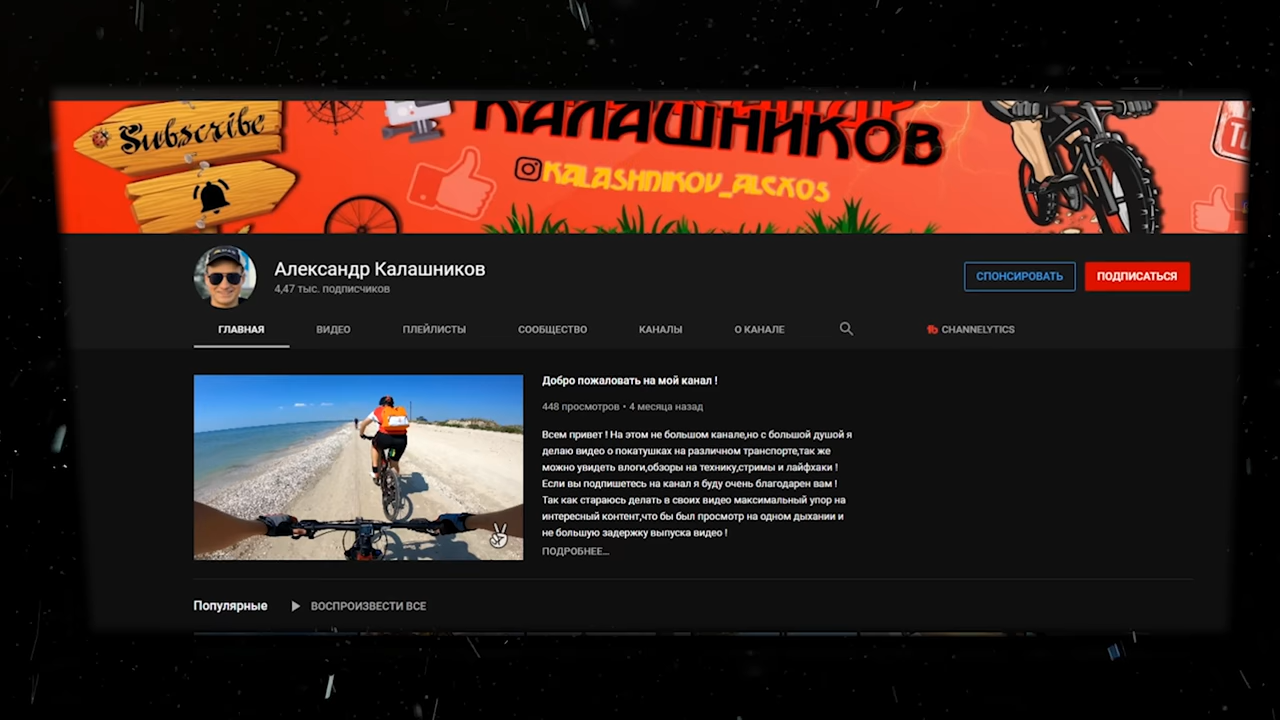 Subscribe
КАЛАШНИКОВ
KALASHNIKOV_ALEX05
Александр Калашников
4,47 тыс. подписчиков
СПОНСИРОВАТЬ
ПОДПИСАТЬСЯ
ГЛАВНАЯ
ВИДЕО
ПЛЕЙЛИСТЫ
СООБЩЕСТВО
КАНАЛЫ
О КАНАЛЕ
CHANNELYTICS
Добро пожаловать на мой канал !
448 просмотров • 4 месяца назад
Всем привет ! На этом не большом канале,но с большой душой я
делаю видео о покатушках на различном транспорте,так же
можно увидеть влоги,обзоры на технику,стримы и лайфхаки !
Если вы подпишетесь на канал я буду очень благодарен вам !
Так как стараюсь делать в своих видео максимальный упор на
интересный контент,что бы был просмотр на одном дыхании и
не большую задержку выпуска видео !
ПОДРОБНЕЕ...
Популярные
ВОСПРОИЗВЕСТИ ВСЕ